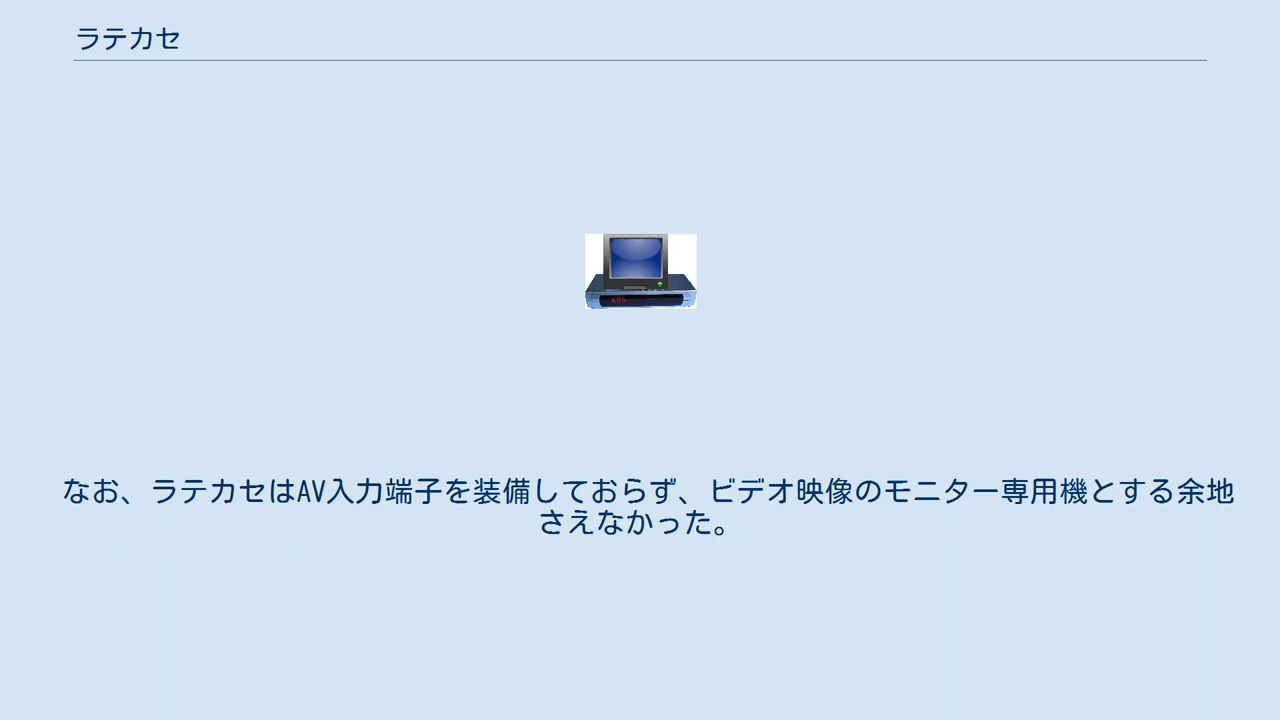 ラテカセ
なお、ラテカセはAV入力端子を装備しておらず、ビデオ映像のモニター専用機とする余地
さえなかった。